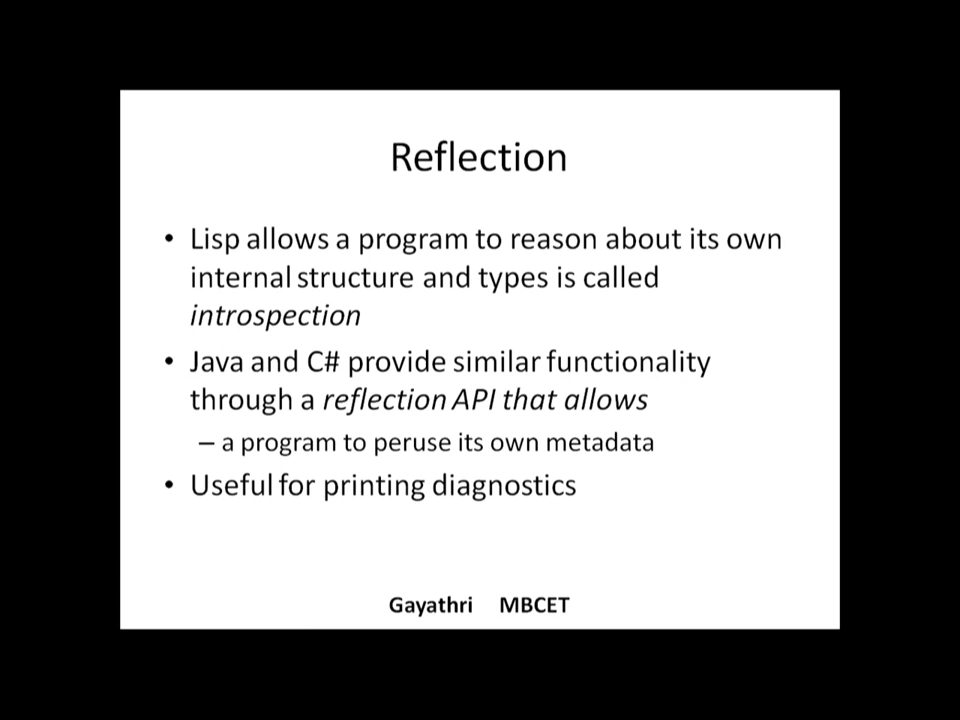 Reflection
• Lisp allows a program to reason about its own
internal structure and types is called
introspection
• Java and C# provide similar functionality
through a reflection API that allows
– a program to peruse its own metadata
• Useful for printing diagnostics
Gayathri MBCET